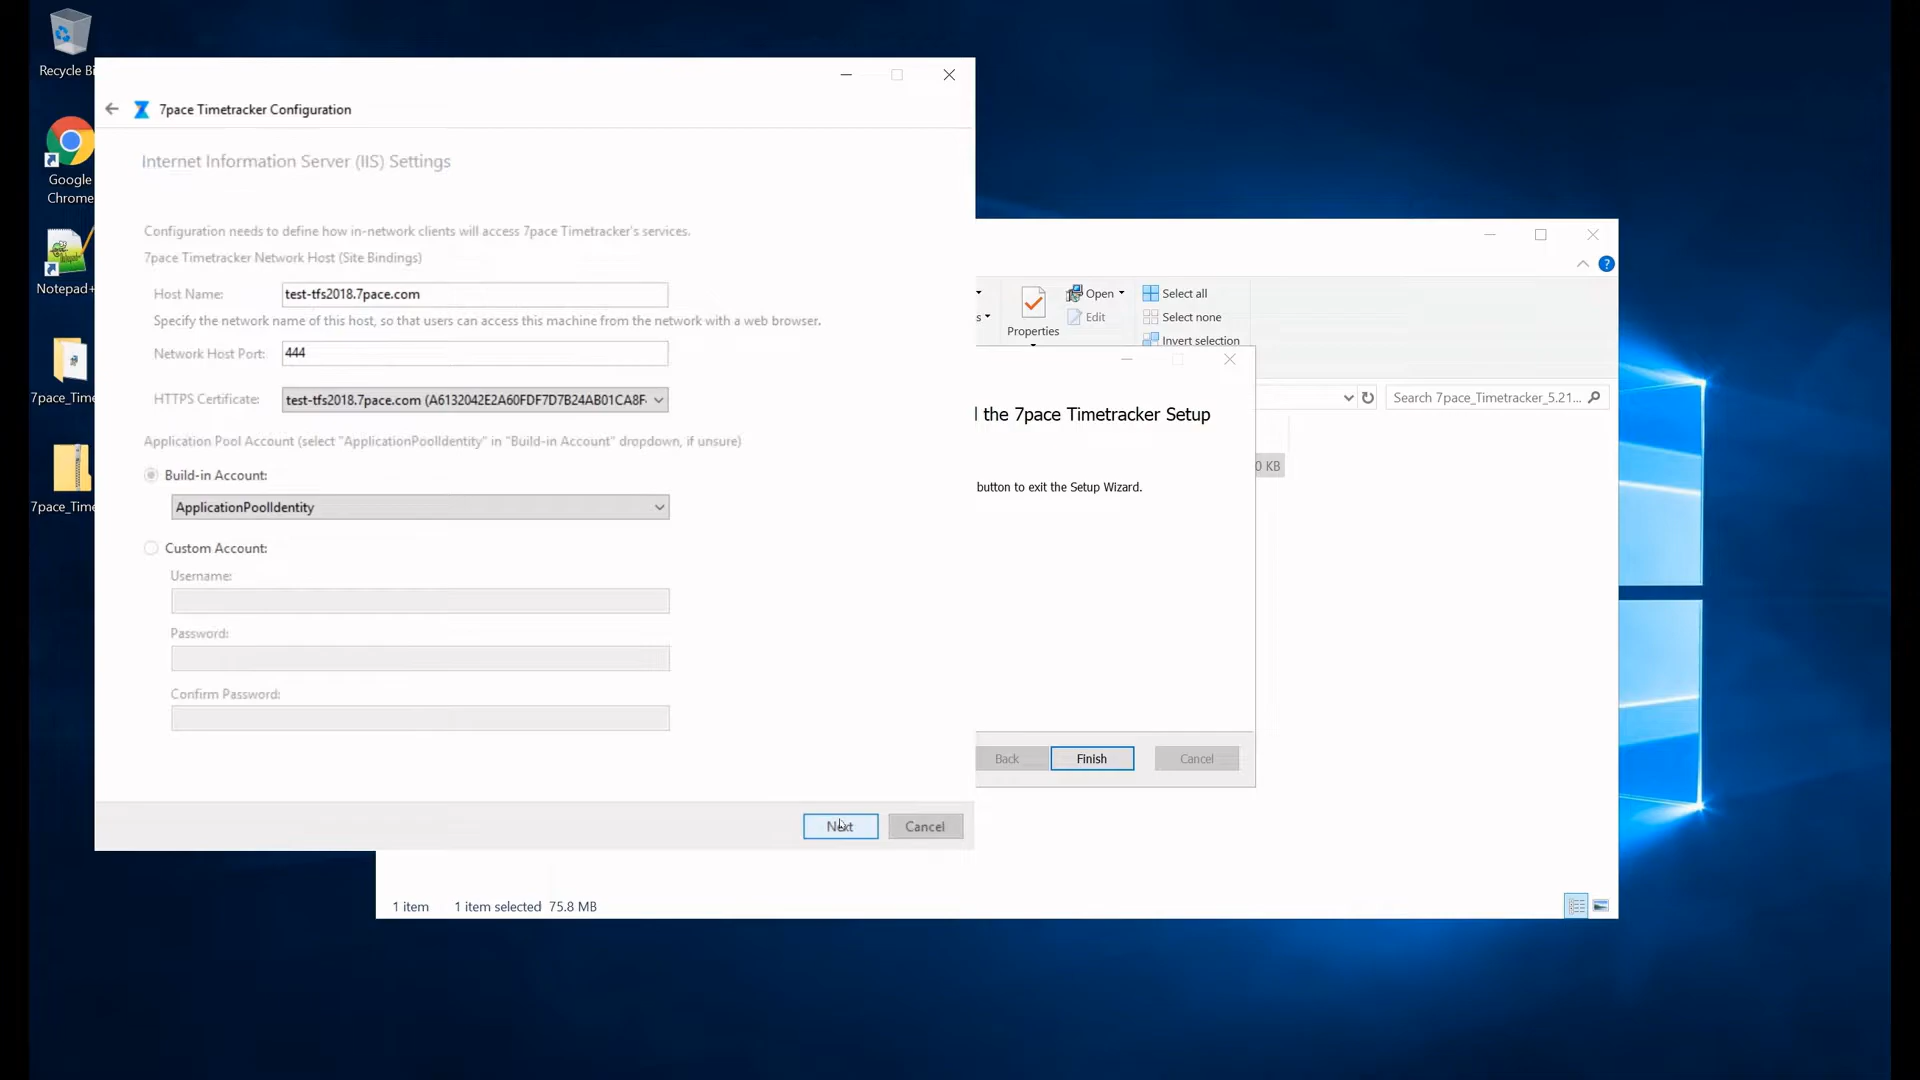 Recycle Bi
Google
Chrome
Notepad+
7pace_Time
7pace_Time
7pace Timetracker Configuration
Internet Information Server (IIS) Settings
Configuration needs to define how in-network clients will access 7pace Timetracker's services.
7pace Timetracker Network Host (Site Bindings)
Host Name:
test-tfs2018.7pace.com
Specify the network name of this host, so that users can access this machine from the network with a web browser.
Network Host Port:
444
HTTPS Certificate:
test-tfs2018.7pace.com (A6132042E2A60FDF7D7B24AB01CA8F
Application Pool Account (select "ApplicationPoolIdentity" in "Build-in Account" dropdown, if unsure)
Build-in Account:
ApplicationPoolIdentity
Custom Account:
Username:
Password:
Confirm Password:
Next
Cancel
Properties
Open
Edit
Select all
Select none
Invert selection
Search 7pace_Timetracker_5.21...
0 KB
the 7pace Timetracker Setup
button to exit the Setup Wizard.
Back
Finish
Cancel
1 item
1 item selected 75.8 MB